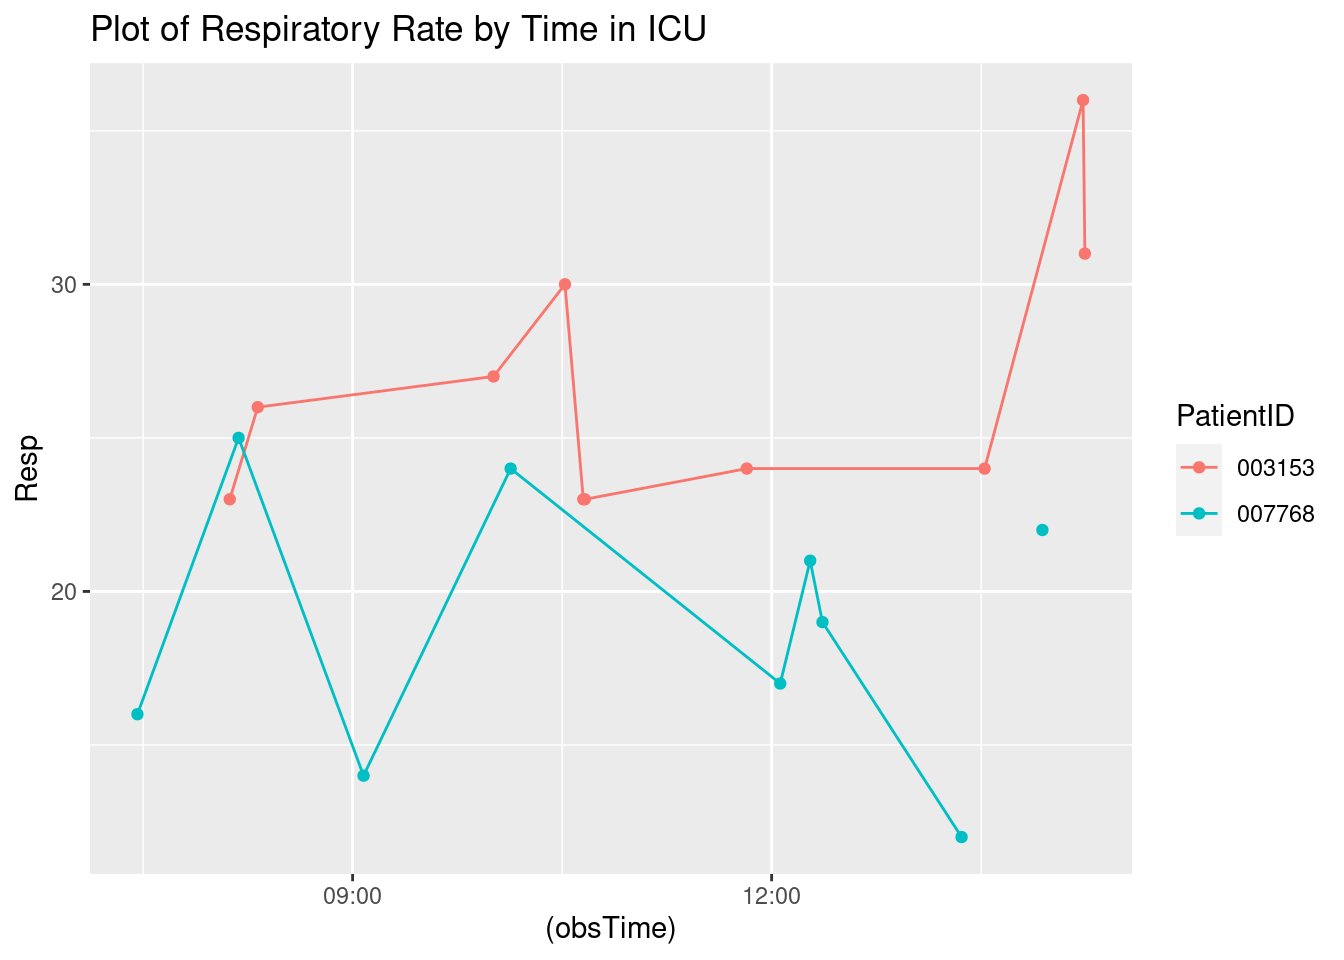 Plot of Respiratory Rate by Time in ICU
Resp
30
20
09:00
12:00
(obsTime)
PatientID
003153
007768